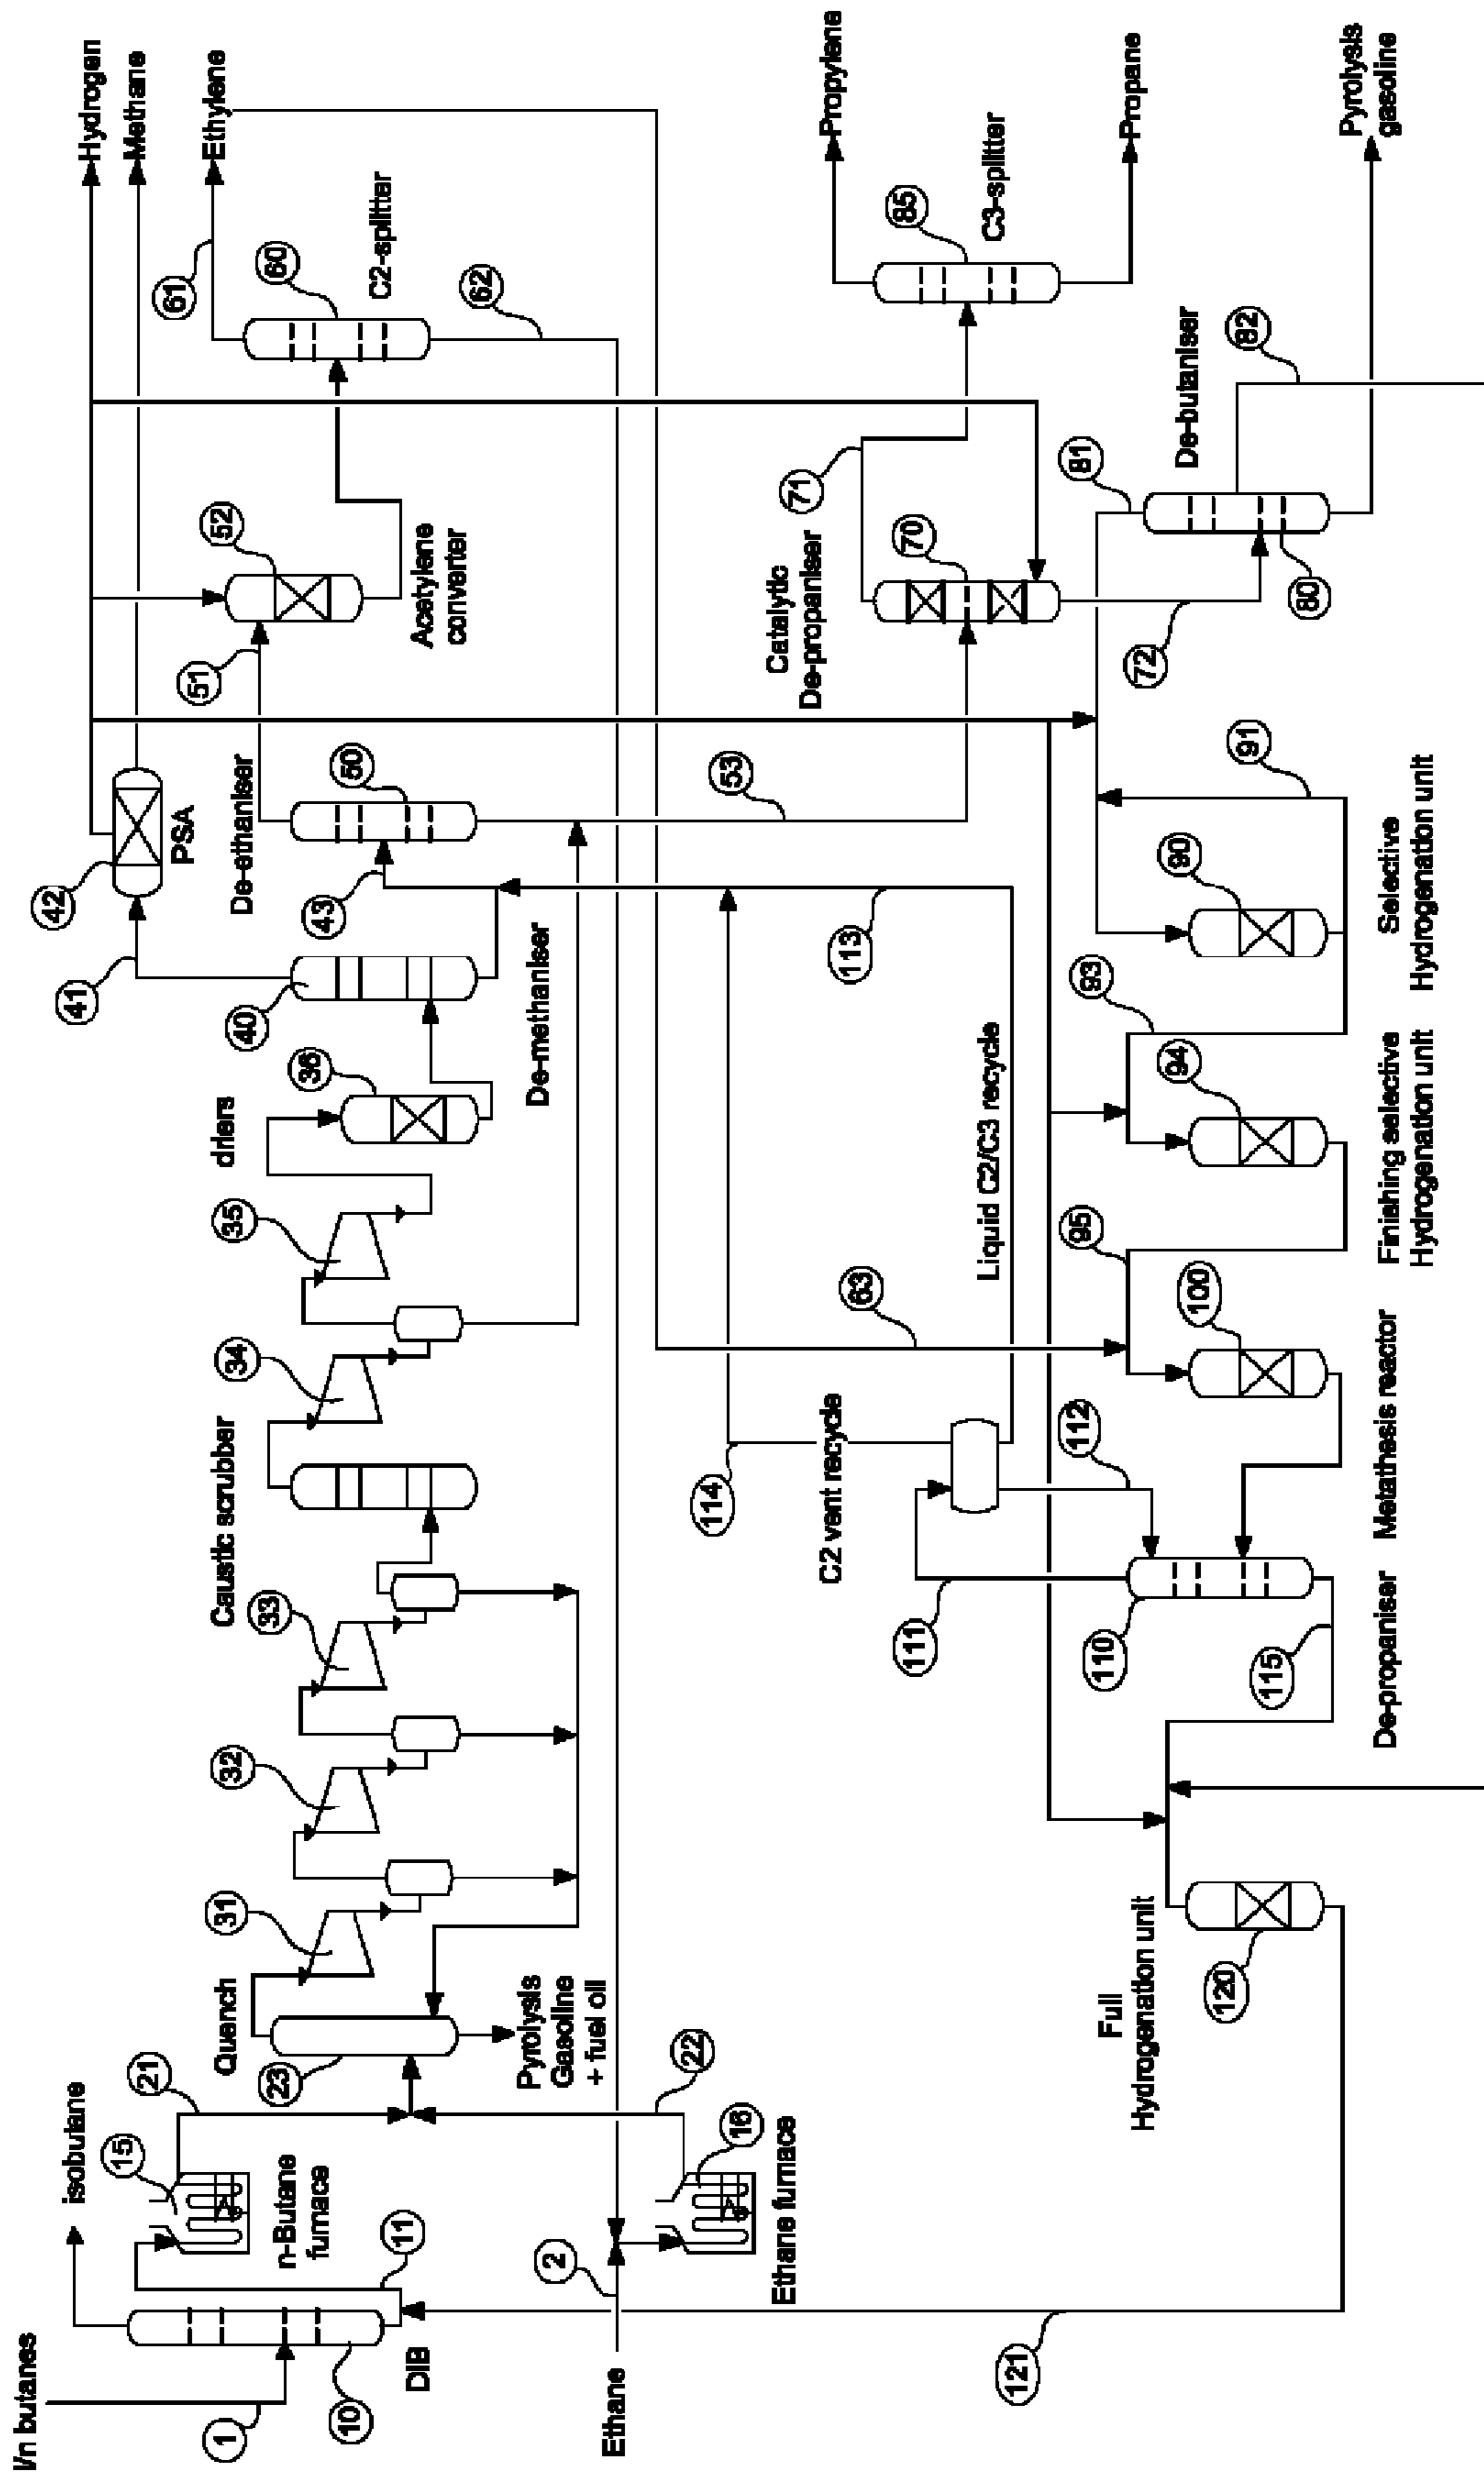 I/n butanes
1
10
DIB
isobutane
15
n-Butane
furnace
11
21
Quench
23
Pyrolysis
Gasoline
+ fuel oil
Ethane
2
Ethane furnace
16
22
31
32
33
Caustic scrubber
34
35
driers
36
De-methaniser
40
41
42
PSA
De-ethaniser
43
50
51
52
Acetylene
converter
53
60
C2-splitter
61
62
Hydrogen
Methane
Ethylene
63
Catalytic
De-propaniser
70
71
72
85
C3-splitter
Propylene
Propane
De-butaniser
80
81
82
Pyrolysis
gasoline
90
91
Selective
Hydrogenation unit
93
94
Finishing selective
Hydrogenation unit
95
100
Metathesis reactor
Liquid C2/C3 recycle
113
114
C2 vent recycle
112
111
110
De-propaniser
115
Full
Hydrogenation unit
120
121